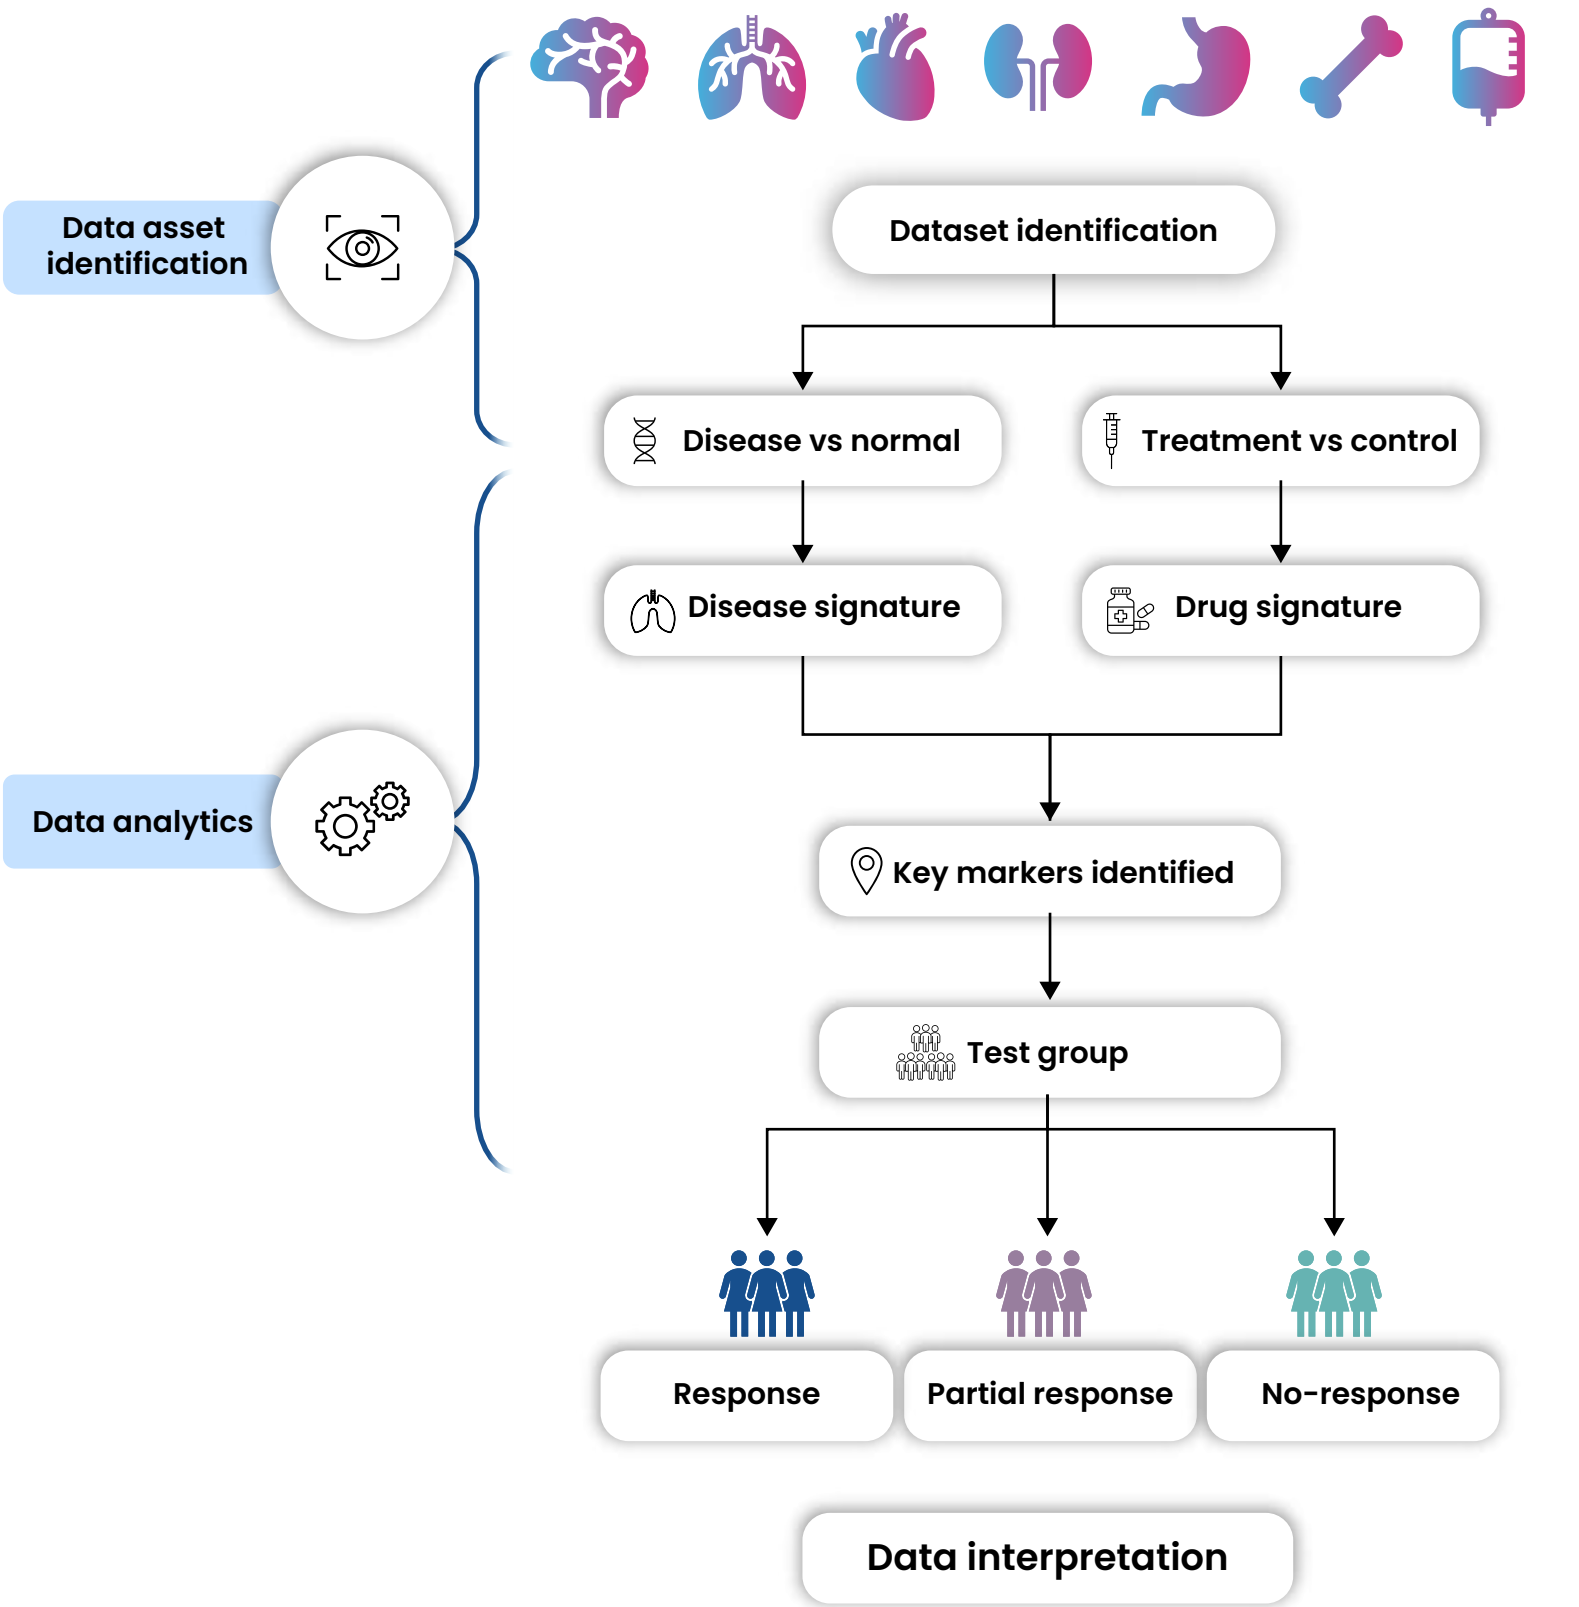 Data asset
identification
Dataset identification
Disease vs normal
Treatment vs control
Disease signature
Drug signature
Data analytics
Key markers identified
Test group
Response
Partial response
No-response
Data interpretation